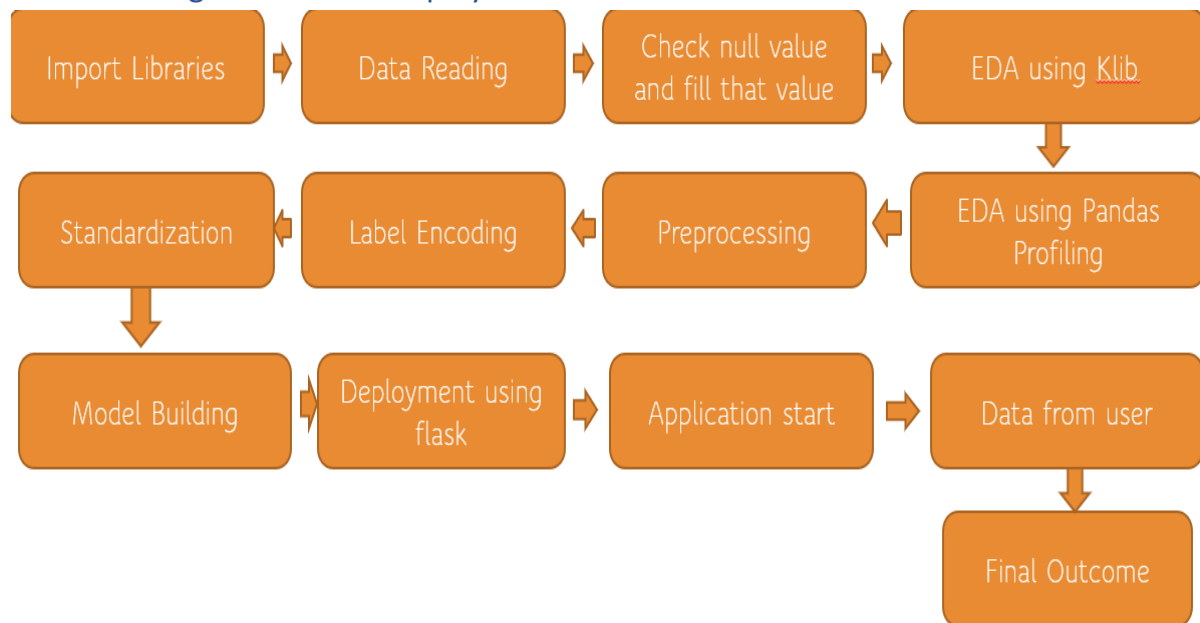 Import Libraries
Data Reading
Check null value
and fill that value
EDA using Klib
EDA using Pandas
Profiling
Preprocessing
Label Encoding
Standardization
Model Building
Deployment using
flask
Application start
Data from user
Final Outcome